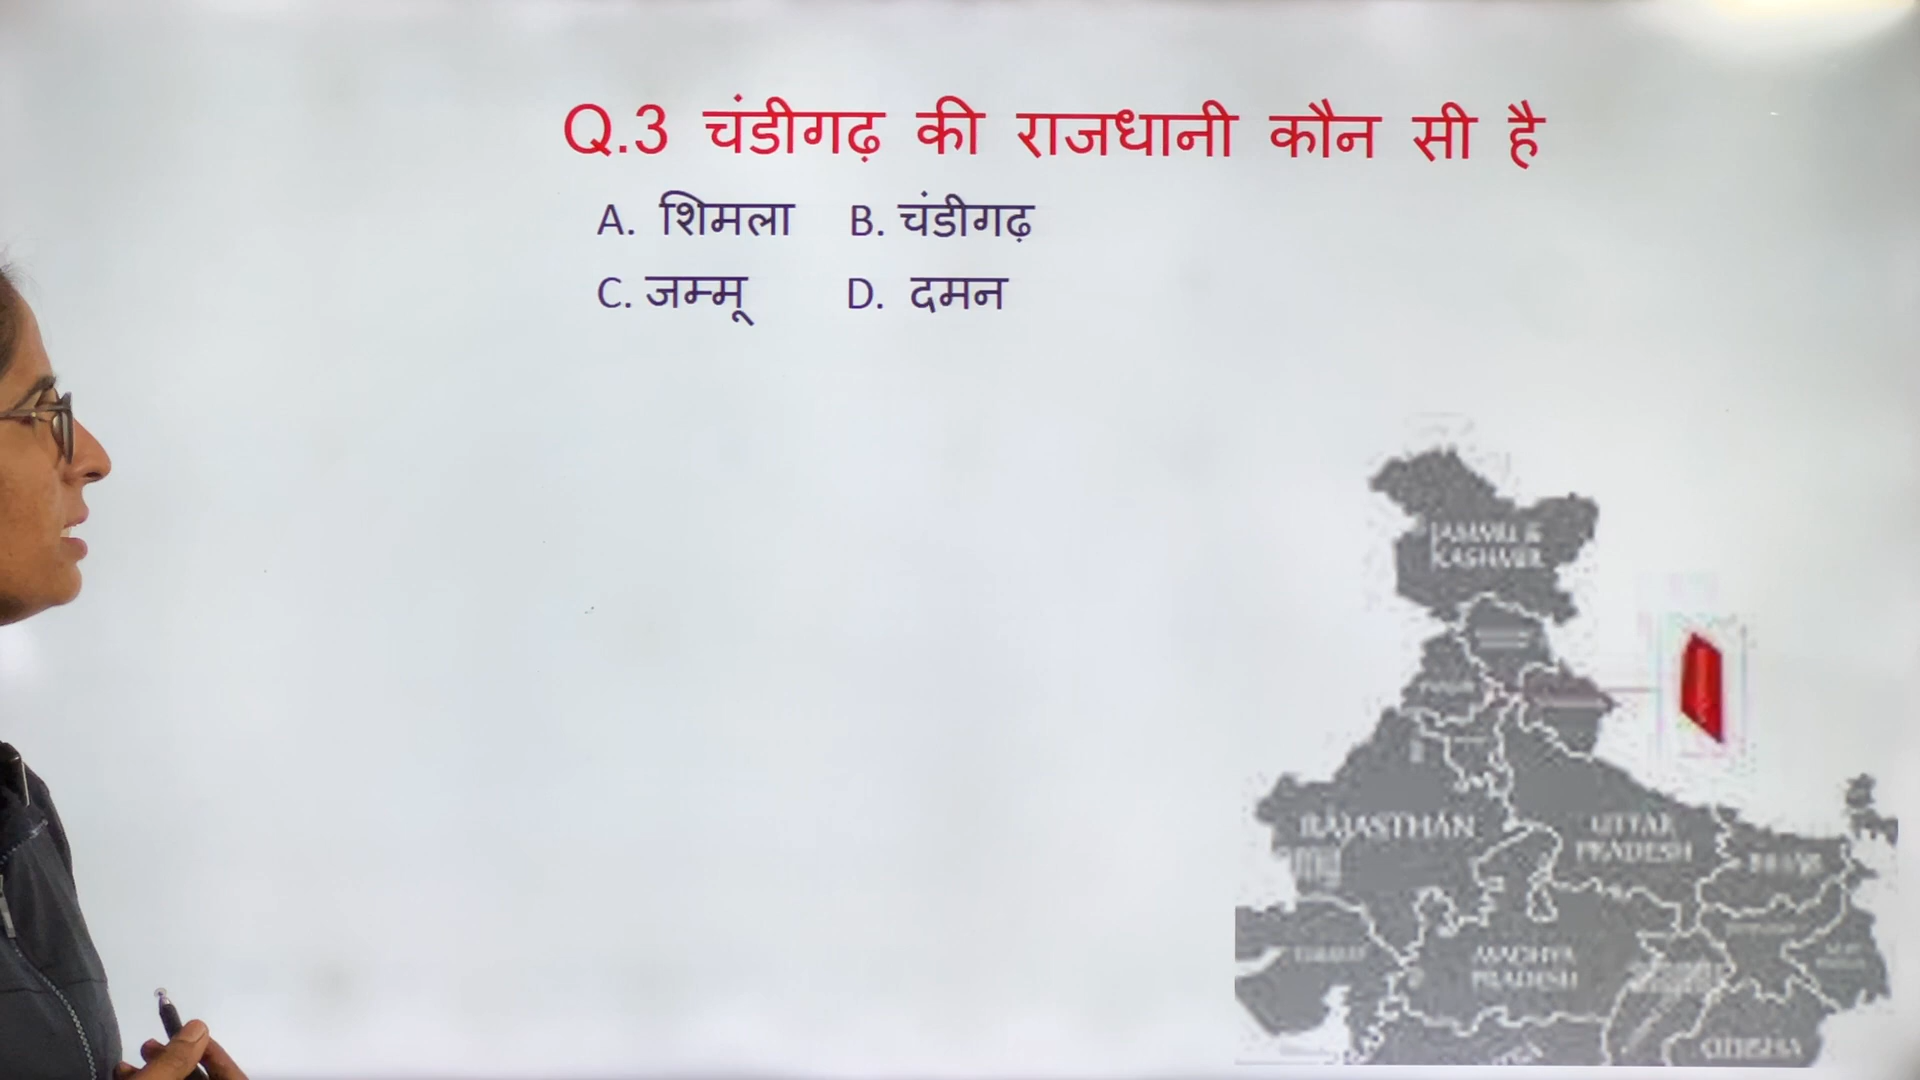 Q.3 चंडीगढ़ की राजधानी कौन सी है
A. शिमला B. चंडीगढ़
C. जम्मू D. दमन
JAMMU & KASHMIR
RAJASTHAN
UTTAR PRADESH
BIHAR
MADHYA PRADESH
ODISHA